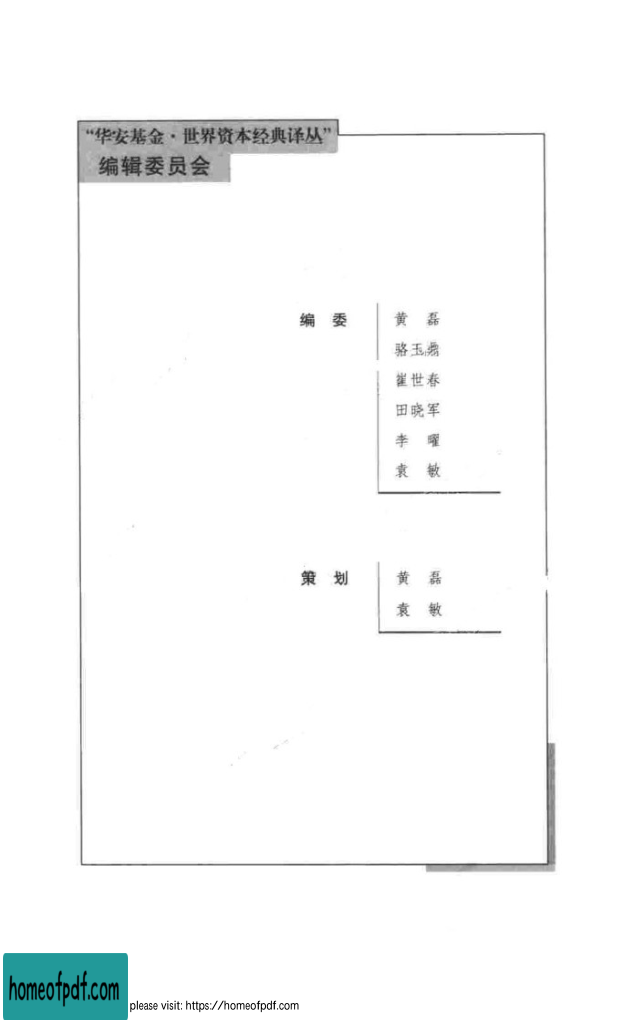 “华安基金·世界资本经典译丛”
编辑委员会
编 委 黄 磊
骆玉鼎
崔世春
田晓军
李 曜
袁 敏
策 划 黄 磊
袁 敏
homeofpdf.com
please visit: https://homeofpdf.com